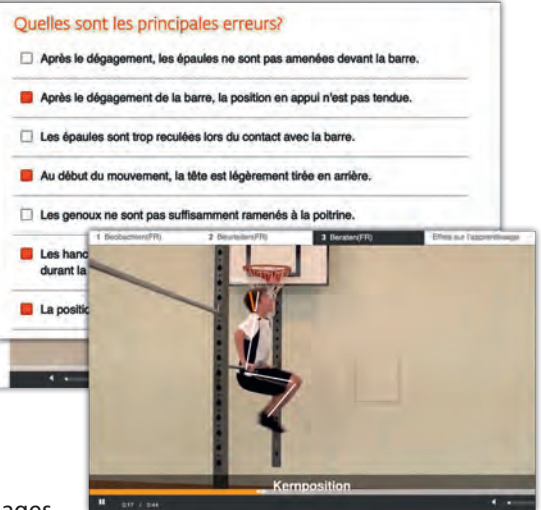 Quelles sont les principales erreurs?
Après le dégagement, les épaules ne sont pas amenées devant la barre.
Après le dégagement de la barre, la position en appui n'est pas tendue.
Les épaules sont trop reculées lors du contact avec la barre.
Au début du mouvement, la tête est légèrement tirée en arrière.
Les genoux ne sont pas suffisamment ramenés à la poitrine.
Les
durant la
La
1 Beobachten(FR) 2 Beurteilen(FR) 3 Beraten(FR) Effets sur l'apprentissage
Kernposition
0:17 / 0:44